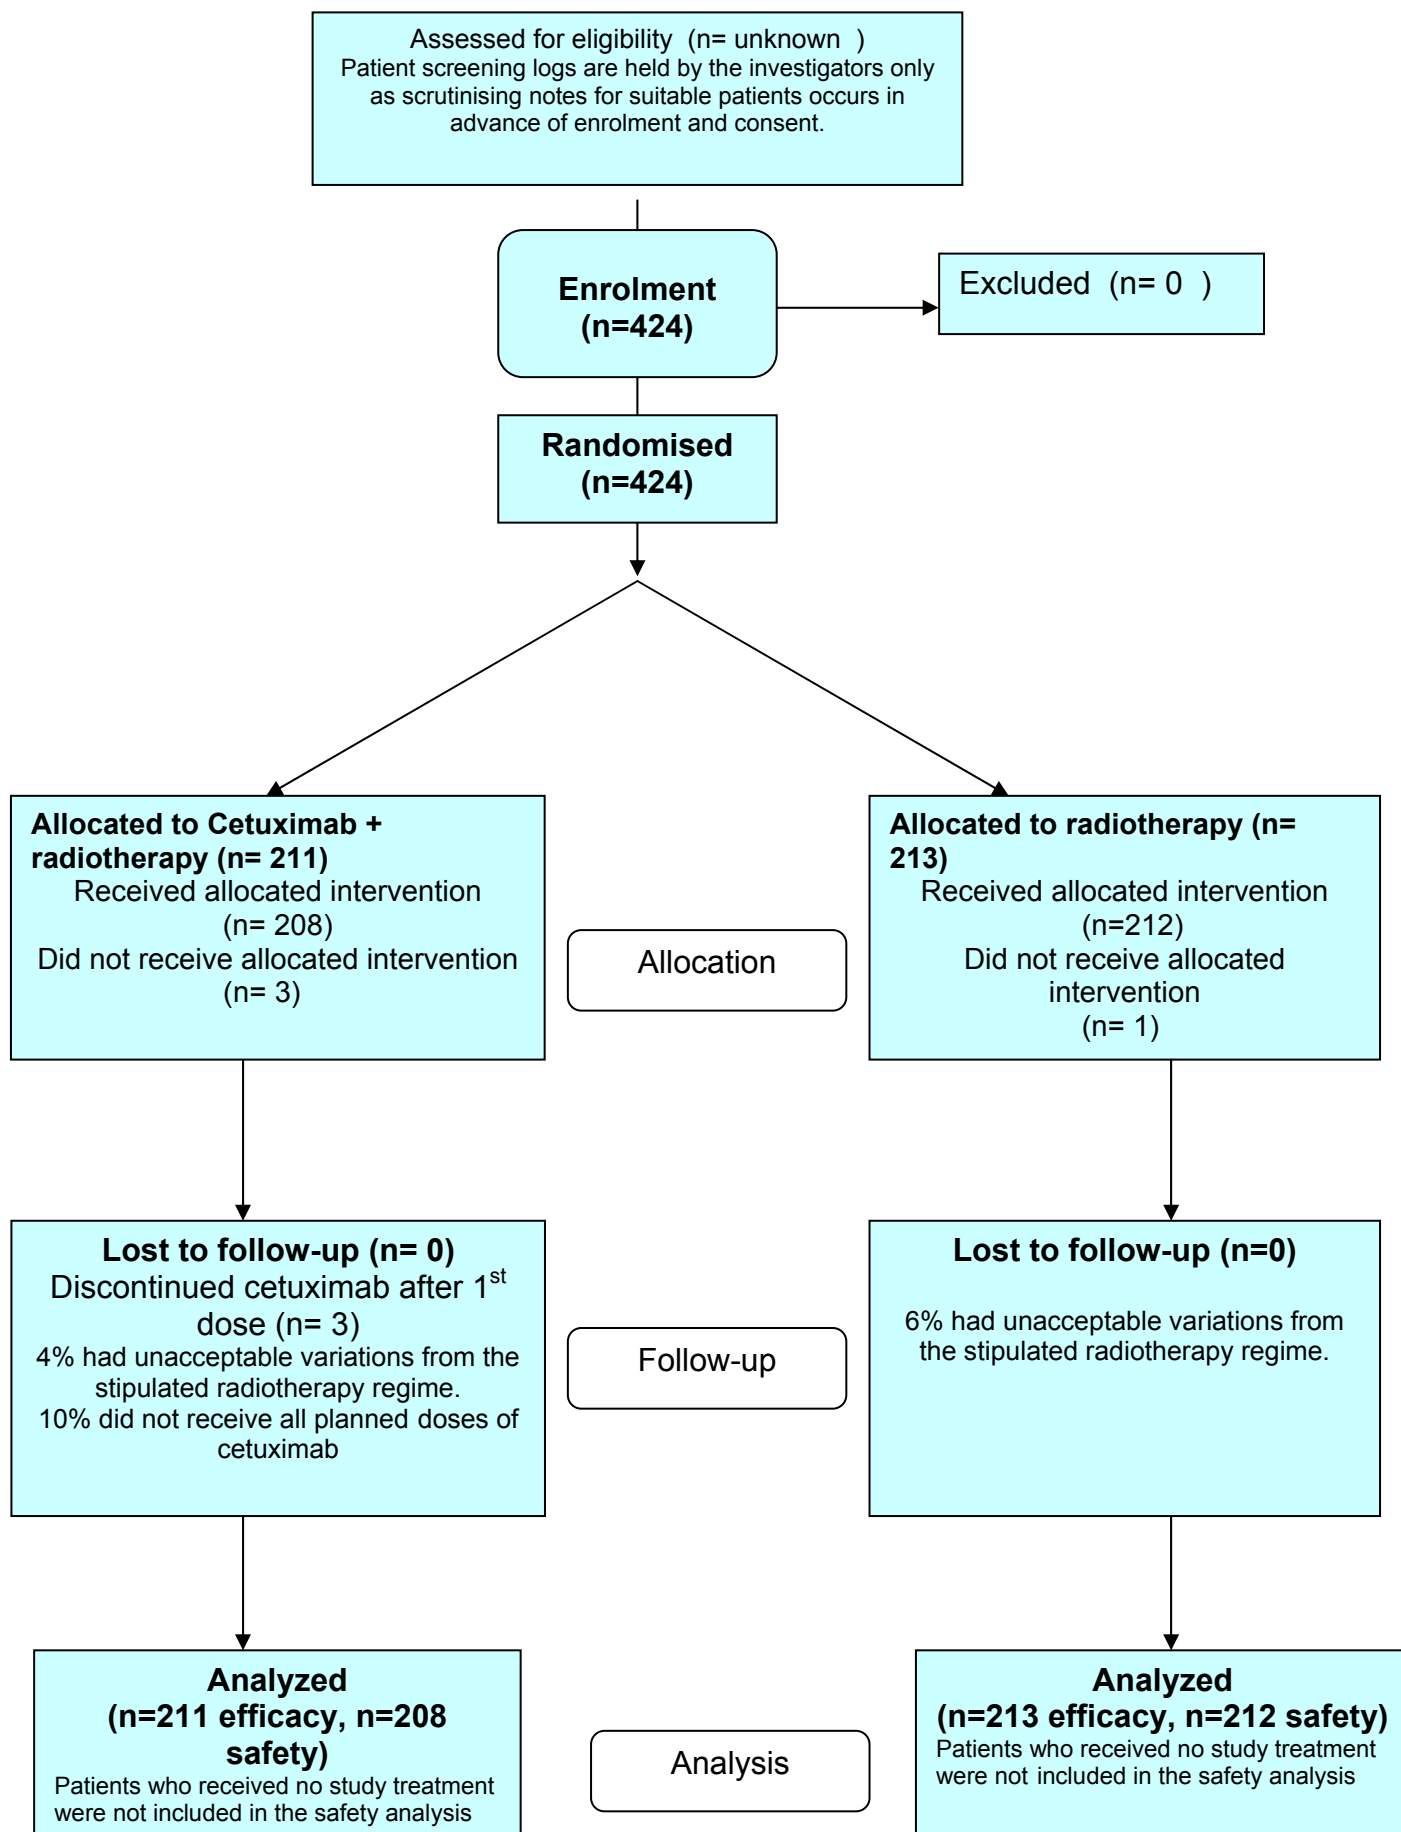 Assessed for eligibility (n= unknown )
Patient screening logs are held by the investigators only
as scrutinising notes for suitable patients occurs in
advance of enrolment and consent.
Enrolment
(n=424)
Excluded (n= 0 )
Randomised
(n=424)
Allocated to Cetuximab +
radiotherapy (n= 211)
Received allocated intervention
(n= 208)
Did not receive allocated intervention
(n= 3)
Allocation
Allocated to radiotherapy (n=
213)
Received allocated intervention
(n=212)
Did not receive allocated
intervention
(n= 1)
Lost to follow-up (n= 0)
Discontinued cetuximab after 1st
dose (n= 3)
4% had unacceptable variations from the
stipulated radiotherapy regime.
10% did not receive all planned doses of
cetuximab
Follow-up
Lost to follow-up (n=0)
6% had unacceptable variations from
the stipulated radiotherapy regime.
Analyzed
(n=211 efficacy, n=208
safety)
Patients who received no study treatment
were not included in the safety analysis
Analysis
Analyzed
(n=213 efficacy, n=212 safety)
Patients who received no study treatment
were not included in the safety analysis